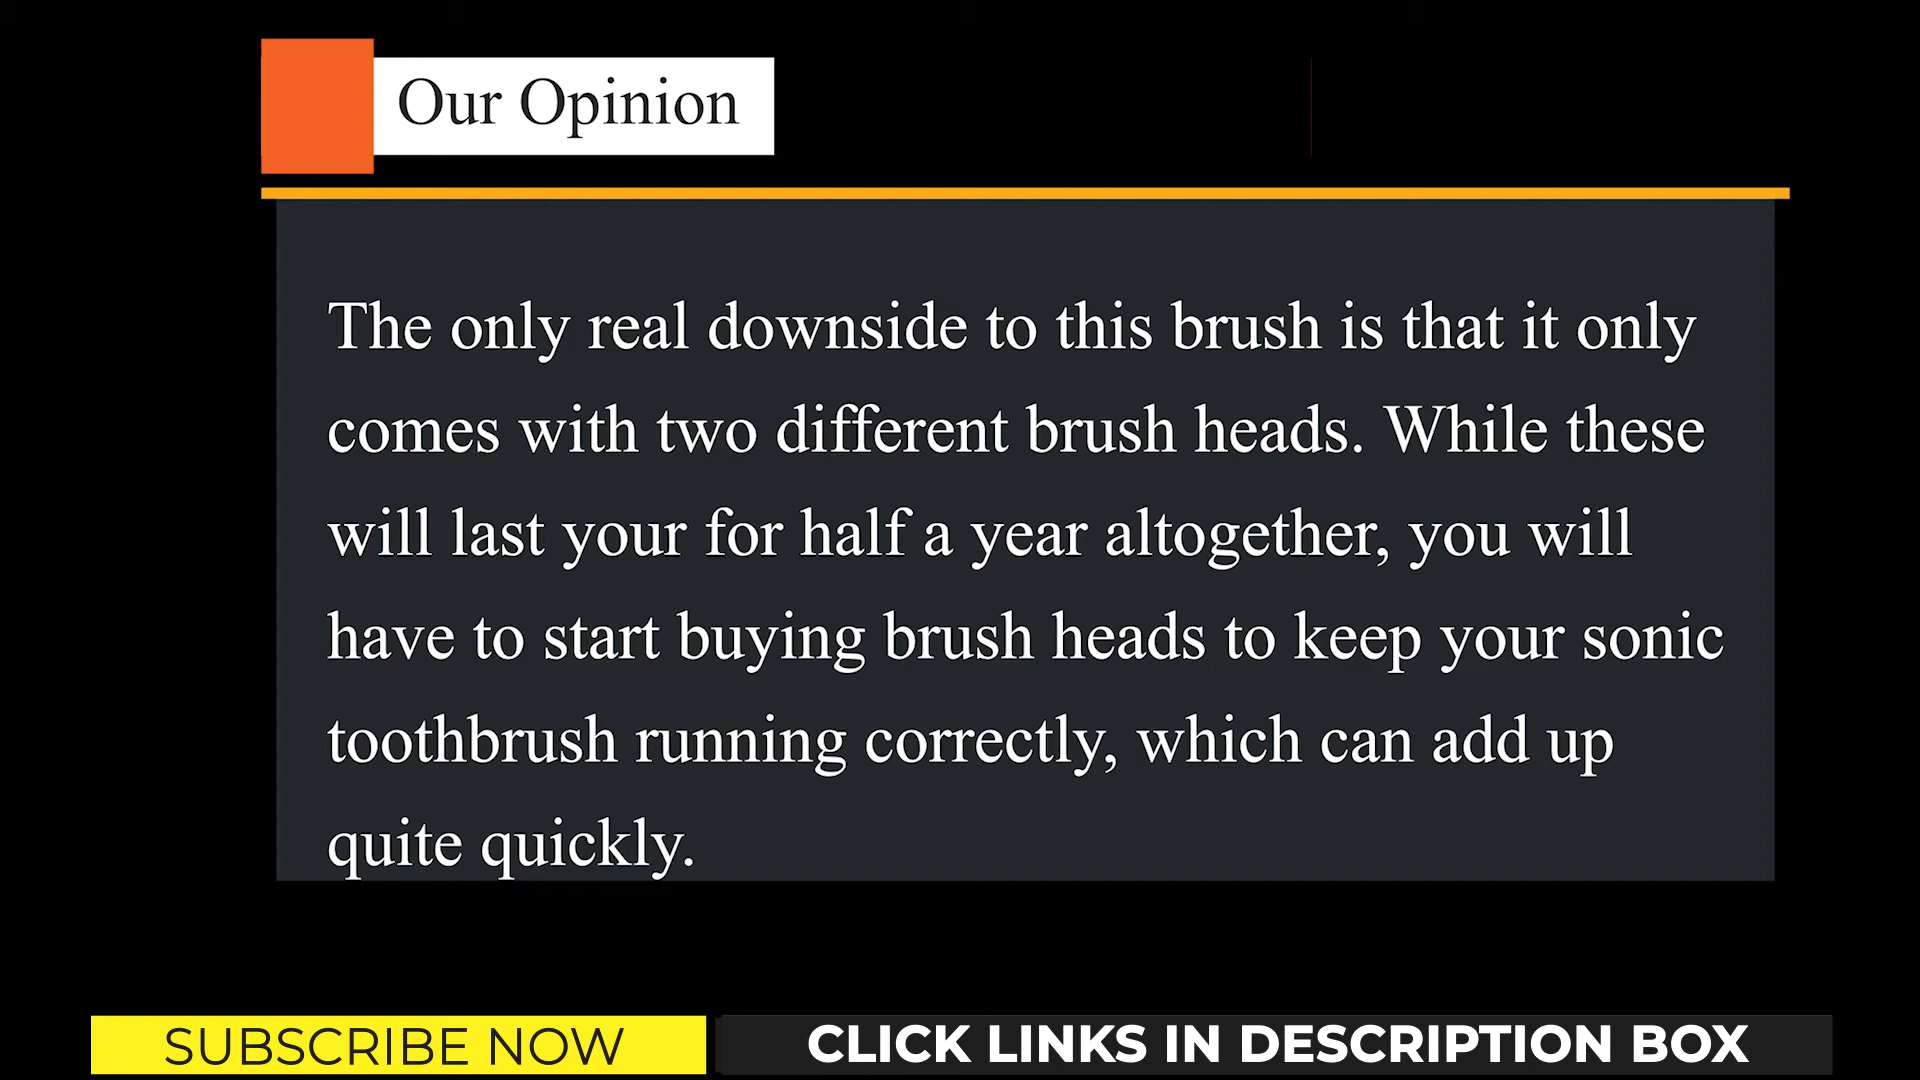 Our Opinion
The only real downside to this brush is that it only
comes with two different brush heads. While these
will last your for half a year altogether, you will
have to start buying brush heads to keep your sonic
toothbrush running correctly, which can add up
quite quickly.
SUBSCRIBE NOW
CLICK LINKS IN DESCRIPTION BOX